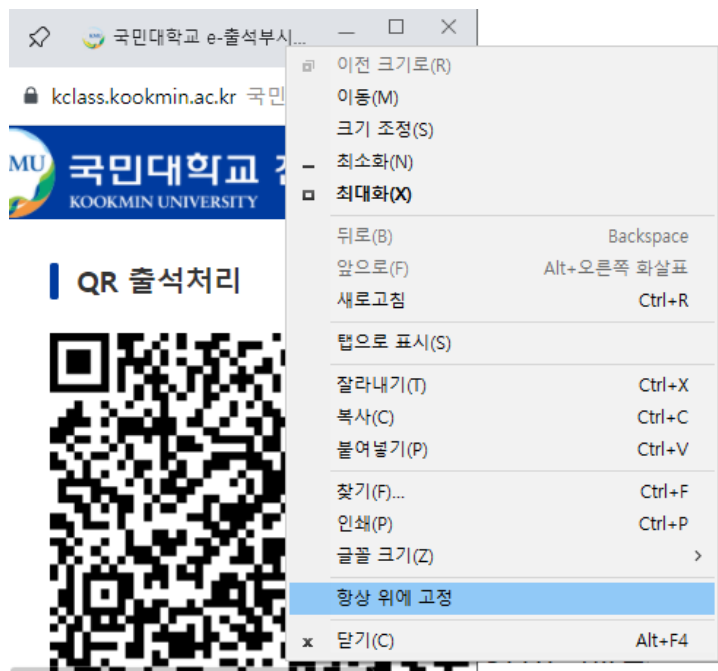 국민대학교 e-출석부시...
kclass.kookmin.ac.kr 국민
MU 국민대학교
KOOKMIN UNIVERSITY
QR 출석처리
이전 크기로(R)
이동(M)
크기 조정(S)
최소화(N)
최대화(X)
뒤로(B) Backspace
앞으로(F) Alt+오른쪽 화살표
새로고침 Ctrl+R
탭으로 표시(S)
잘라내기(T) Ctrl+X
복사(C) Ctrl+C
붙여넣기(P) Ctrl+V
찾기(F)... Ctrl+F
인쇄(P) Ctrl+P
글꼴 크기(Z)
항상 위에 고정
닫기(C) Alt+F4